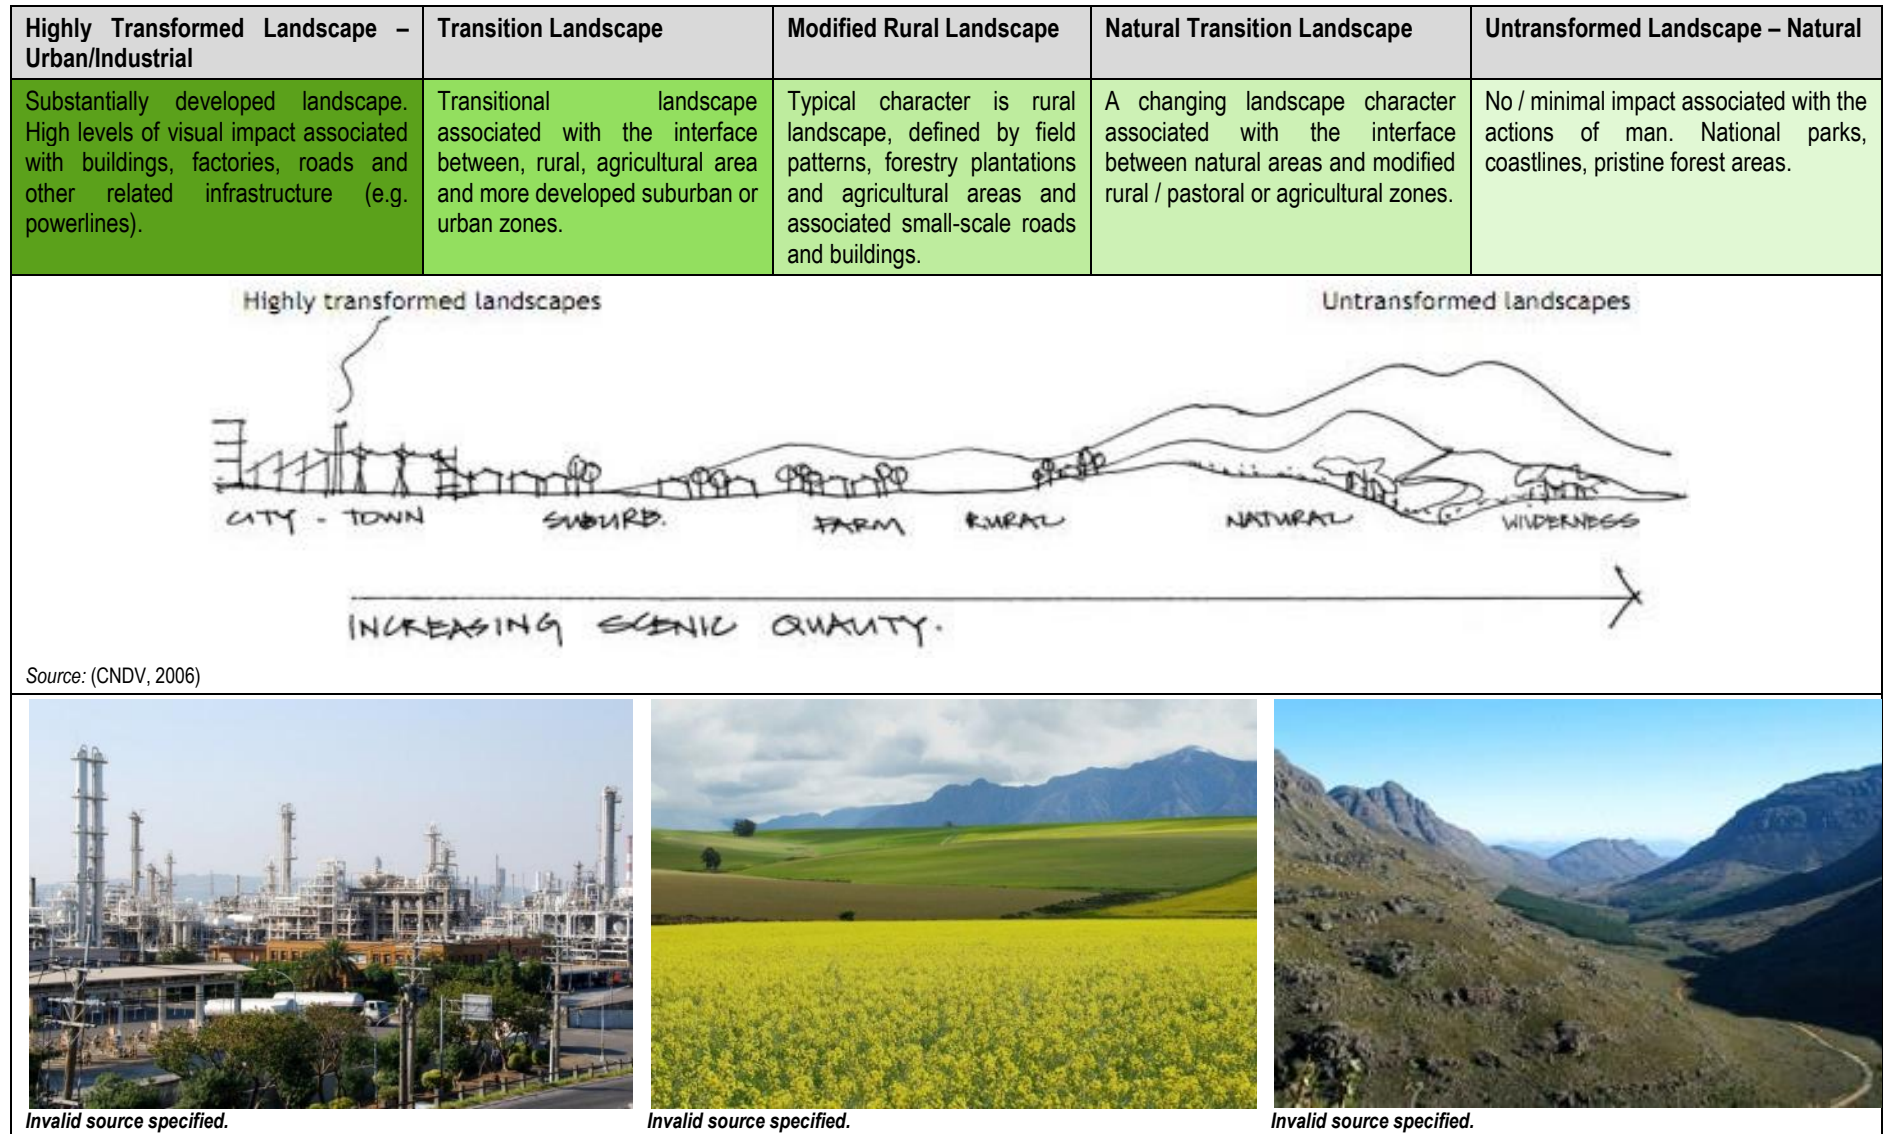 Highly Transformed Landscape –
Urban/Industrial
Transition Landscape
Modified Rural Landscape
Natural Transition Landscape
Untransformed Landscape – Natural
Substantially developed landscape.
High levels of visual impact associated
with buildings, factories, roads and
other related infrastructure (e.g.
powerlines).
Transitional landscape
associated with the interface
between, rural, agricultural area
and more developed suburban or
urban zones.
Typical character is rural
landscape, defined by field
patterns, forestry plantations
and agricultural areas and
associated small-scale roads
and buildings.
A changing landscape character
associated with the interface
between natural areas and modified
rural / pastoral or agricultural zones.
No / minimal impact associated with the
actions of man. National parks,
coastlines, pristine forest areas.
Highly transformed landscapes
Untransformed landscapes
CITY - TOWN
SUBURB.
FARM
RURAL
NATURAL
WILDERNESS
INCREASING SCENIC QUALITY.
Source: (CNDV, 2006)
Invalid source specified.
Invalid source specified.
Invalid source specified.